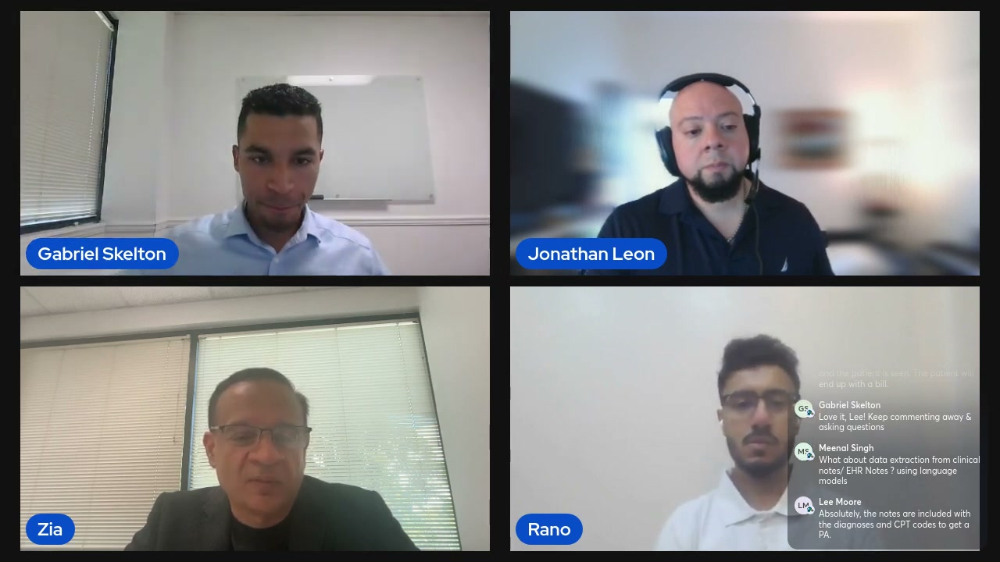 Gabriel Skelton
Jonathan Leon
Zia
Rano
and the patient is seen. The patient will
end up with a bill.
GS
Gabriel Skelton
Love it, Lee! Keep commenting away &
asking questions
MS
Meenal Singh
What about data extraction from clinical
notes/ EHR Notes ? using language
models
LM
Lee Moore
Absolutely, the notes are included with
the diagnoses and CPT codes to get a
PA.